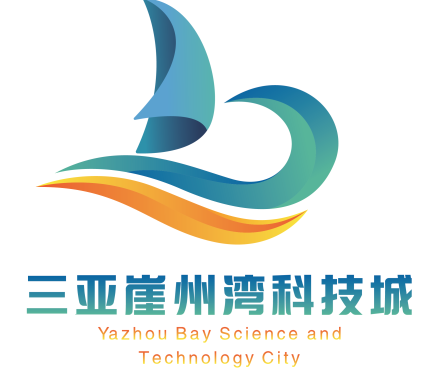 三亚崖州湾科技城
Yazhou Bay Science and
Technology City